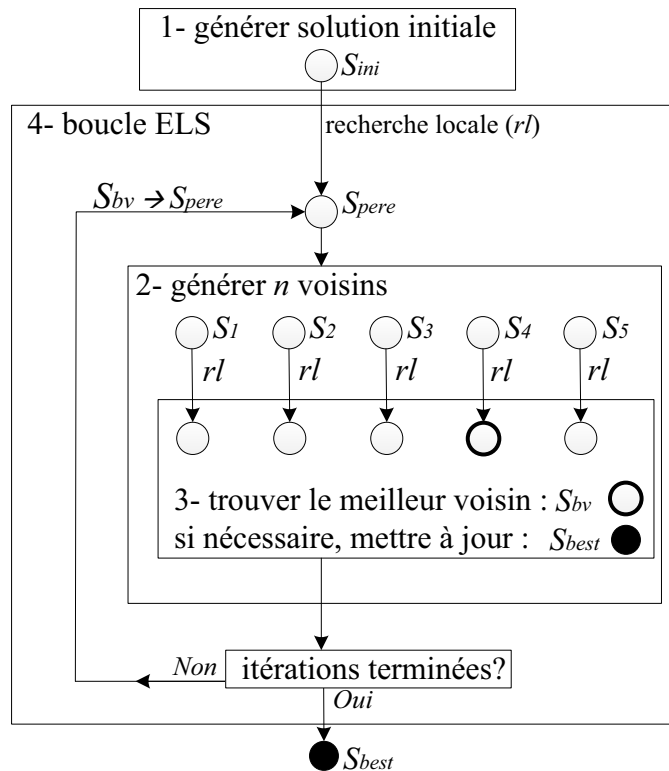 1- générer solution initiale
Sini
4- boucle ELS
recherche locale (rl)
Sbv → Spere
Spere
2- générer n voisins
S1 S2 S3 S4 S5
rl rl rl rl rl
3- trouver le meilleur voisin : Sbv
si nécessaire, mettre à jour : Sbest
Non
itérations terminées?
Oui
Sbest